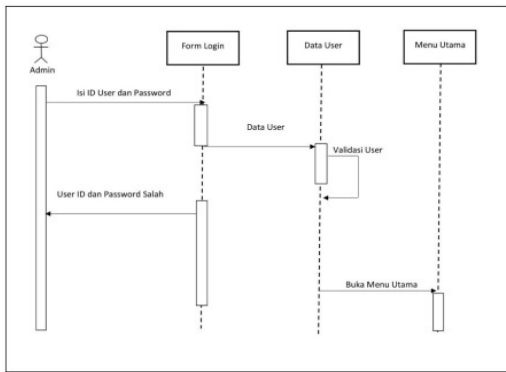 Form Login
Data User
Menu Utama
Admin
Isi ID User dan Password
Data User
Validasi User
User ID dan Password Salah
Buka Menu Utama